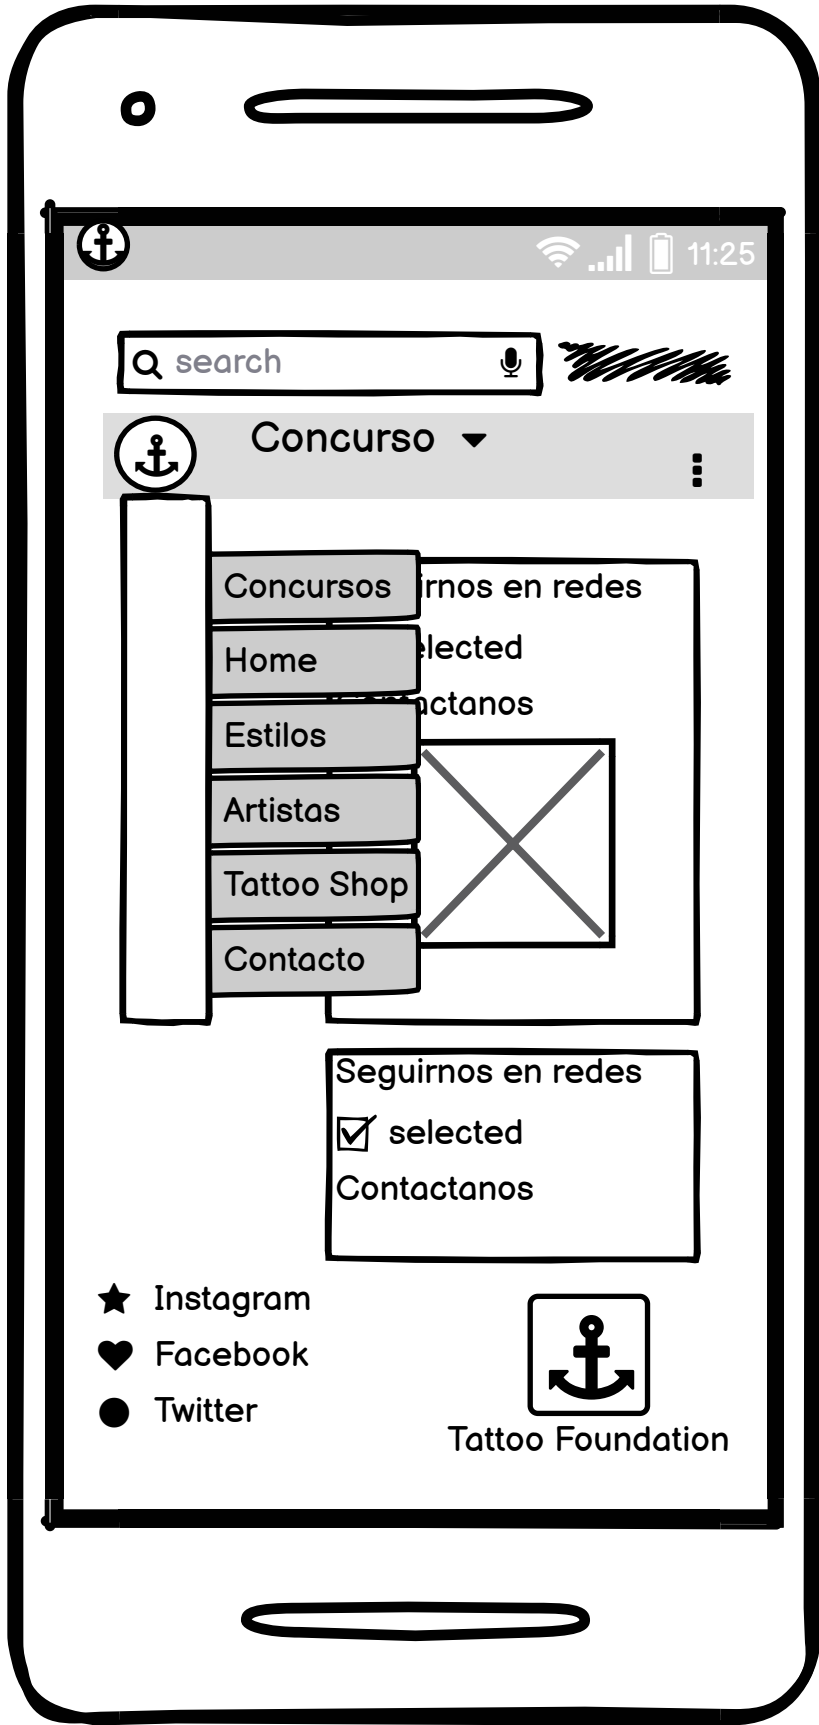 11:25
search
Concurso
Concursos
irnos en redes
Home
elected
Contactanos
Estilos
Artistas
Tattoo Shop
Contacto
Seguirnos en redes
selected
Contactanos
Instagram
Facebook
Twitter
Tattoo Foundation